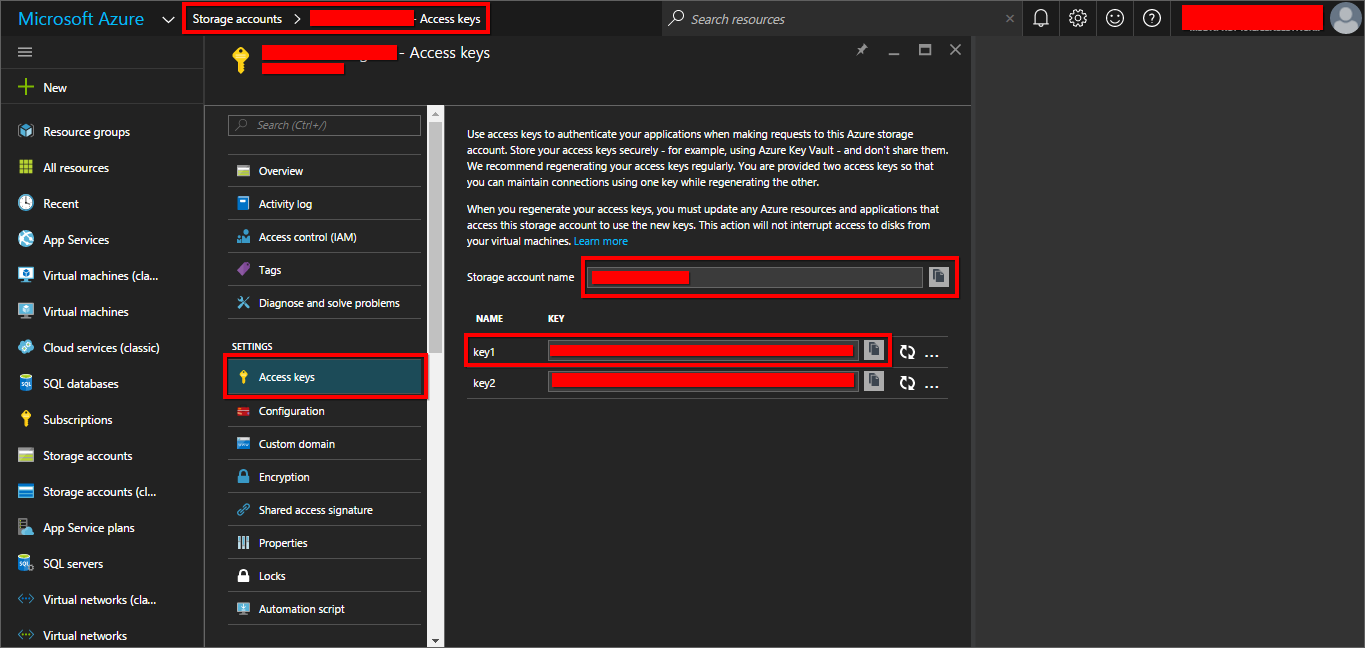 Microsoft Azure
Storage accounts > - Access keys
Search resources
- Access keys
New
Resource groups
All resources
Recent
App Services
Virtual machines (cla...
Virtual machines
Cloud services (classic)
SQL databases
Subscriptions
Storage accounts
Storage accounts (cl...
App Service plans
SQL servers
Virtual networks (cla...
Virtual networks
Search (Ctrl+/)
Overview
Activity log
Access control (IAM)
Tags
Diagnose and solve problems
SETTINGS
Access keys
Configuration
Custom domain
Encryption
Shared access signature
Properties
Locks
Automation script
Use access keys to authenticate your applications when making requests to this Azure storage
account. Store your access keys securely - for example, using Azure Key Vault - and don't share them.
We recommend regenerating your access keys regularly. You are provided two access keys so that
you can maintain connections using one key while regenerating the other.
When you regenerate your access keys, you must update any Azure resources and applications that
access this storage account to use the new keys. This action will not interrupt access to disks from
your virtual machines. Learn more
Storage account name
NAME KEY
key1
...
key2
...